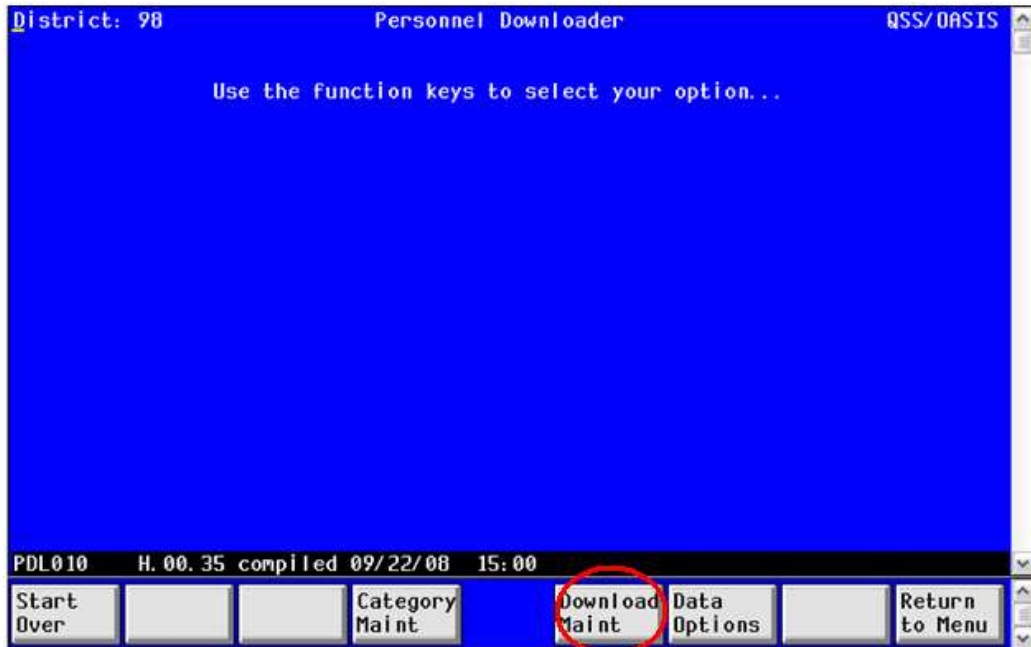 District: 98 Personnel Downloader QSS/OASIS
Use the function keys to select your option...
PDL010 H.00.35 compiled 09/22/08 15:00
Start Over
Category Maint
Download Maint
Data Options
Return to Menu